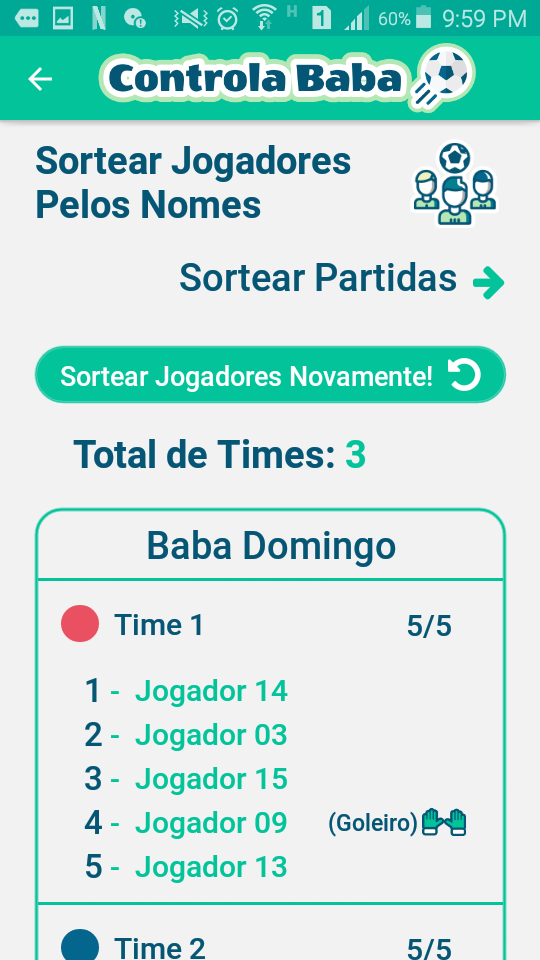 N H 1 60% 9:59 PM
Controla Baba
Sortear Jogadores
Pelos Nomes
Sortear Partidas
Sortear Jogadores Novamente!
Total de Times: 3
Baba Domingo
Time 1 5/5
1 - Jogador 14
2 - Jogador 03
3 - Jogador 15
4 - Jogador 09 (Goleiro)
5 - Jogador 13
Time 2 5/5